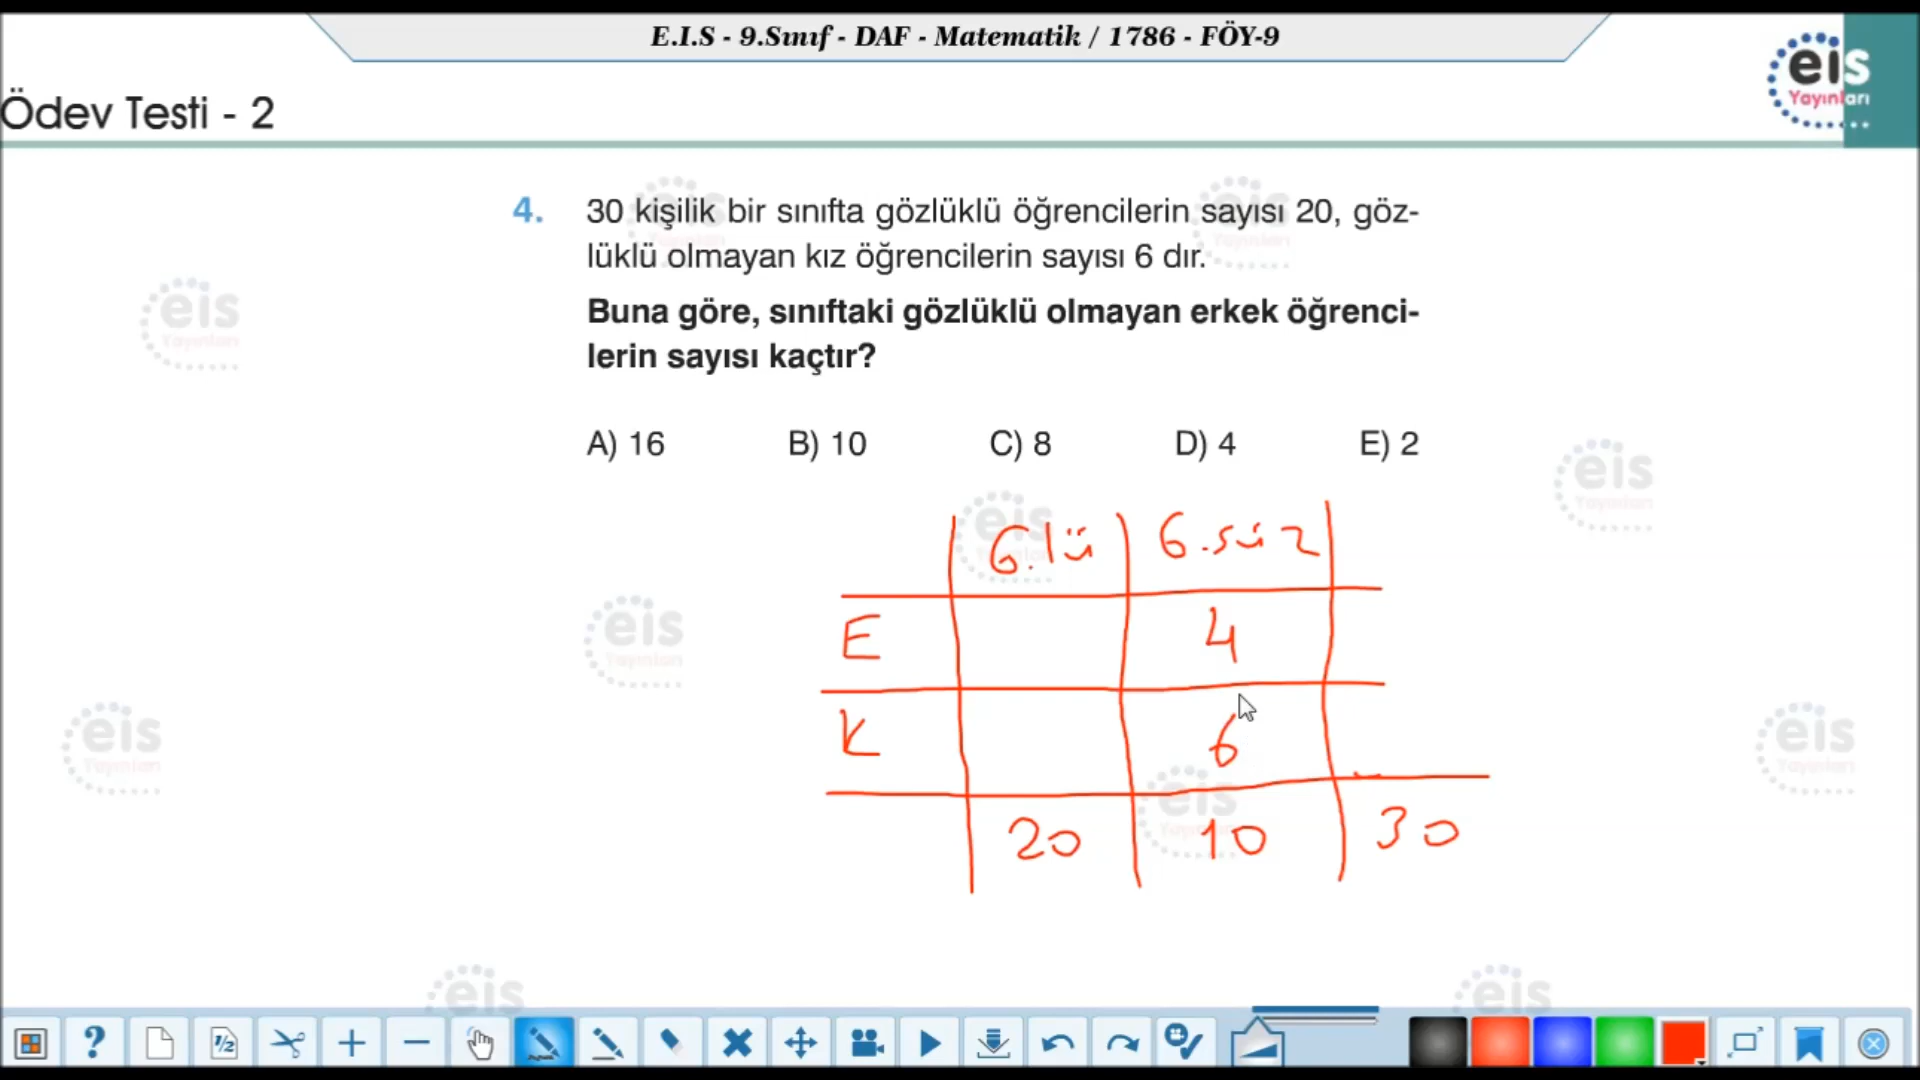 E.I.S - 9.Sınıf - DAF - Matematik / 1786 - FÖY-9
eis
Yayınları
Ödev Testi - 2
4. 30 kişilik bir sınıfta gözlüklü öğrencilerin sayısı 20, göz-
lüklü olmayan kız öğrencilerin sayısı 6 dır.
Buna göre, sınıftaki gözlüklü olmayan erkek öğrenci-
lerin sayısı kaçtır?
A) 16 B) 10 C) 8 D) 4 E) 2
G.lü G.süz
E 4
K 6
20 10 30